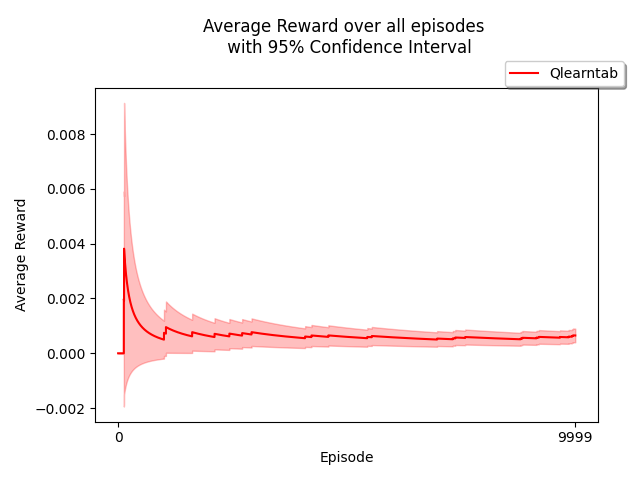 Average Reward over all episodes
with 95% Confidence Interval
Qlearntab
0.008
0.006
0.004
0.002
0.000
−0.002
Average Reward
0
9999
Episode